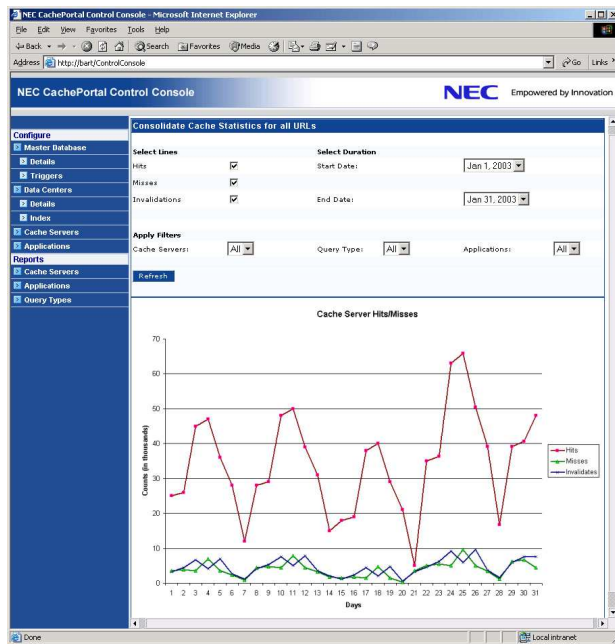 NEC CachePortal Control Console - Microsoft Internet Explorer
File Edit View Favorites Tools Help
Back Search Favorites Media
Address http://bart/ControlConsole Go Links
NEC CachePortal Control Console NEC Empowered by Innovation
Configure
Master Database
Details
Triggers
Data Centers
Details
Index
Cache Servers
Applications
Reports
Cache Servers
Applications
Query Types
Consolidate Cache Statistics for all URLs
Select Lines Select Duration
Hits Start Date: Jan 1, 2003
Misses
Invalidations End Date: Jan 31, 2003
Apply Filters
Cache Servers: All Query Type: All Applications: All
Refresh
Cache Server Hits/Misses
Counts (in thousands)
70
60
50
40
30
20
10
0
1 2 3 4 5 6 7 8 9 10 11 12 13 14 15 16 17 18 19 20 21 22 23 24 25 26 27 28 29 30 31
Days
Hits
Misses
Invalidates
Done Local intranet